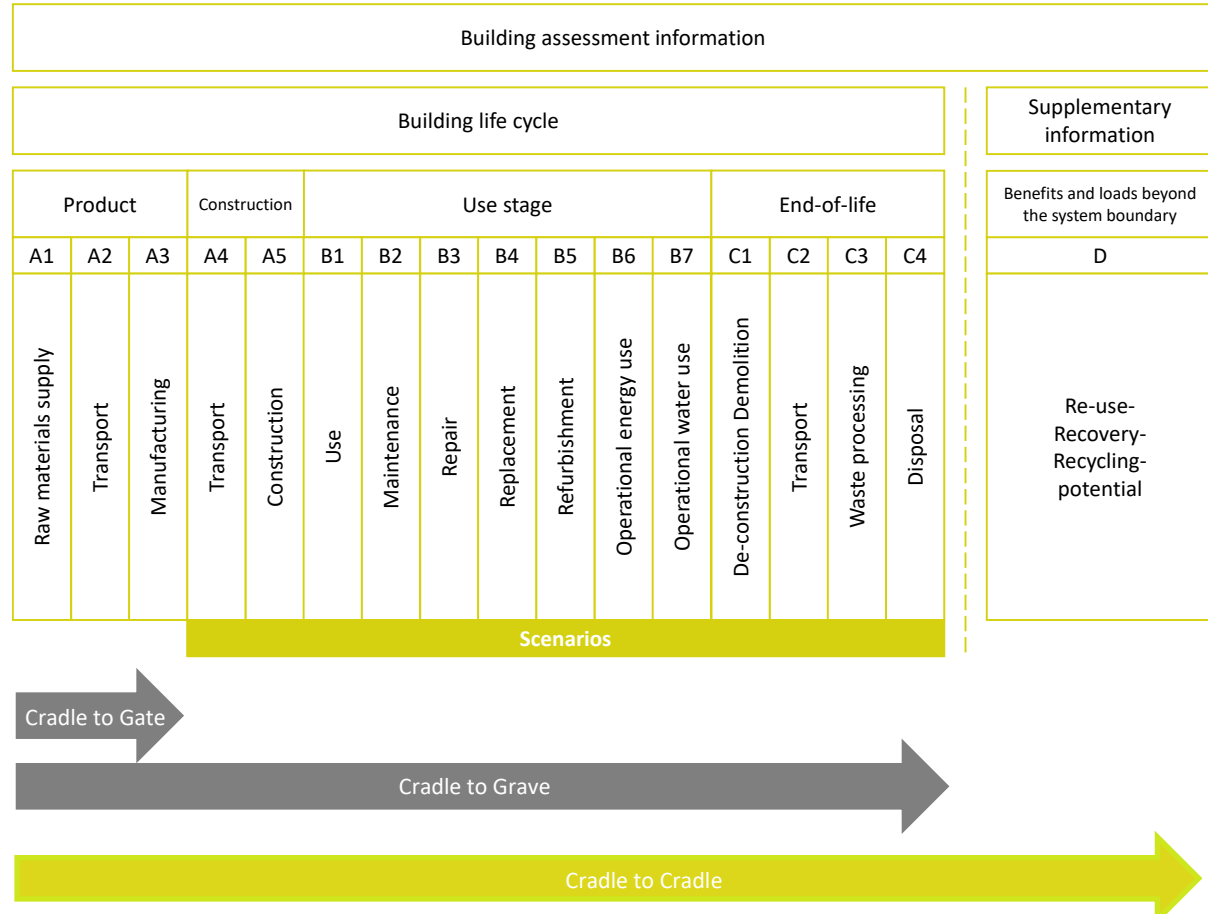 Building assessment information
Building life cycle
Supplementary
information
Product
Construction
Use stage
End-of-life
Benefits and loads beyond
the system boundary
A1
A2
A3
A4
A5
B1
B2
B3
B4
B5
B6
B7
C1
C2
C3
C4
D
Raw materials supply
Transport
Manufacturing
Transport
Construction
Use
Maintenance
Repair
Replacement
Refurbishment
Operational energy use
Operational water use
De-construction Demolition
Transport
Waste processing
Disposal
Re-use-
Recovery-
Recycling-
potential
Scenarios
Cradle to Gate
Cradle to Grave
Cradle to Cradle